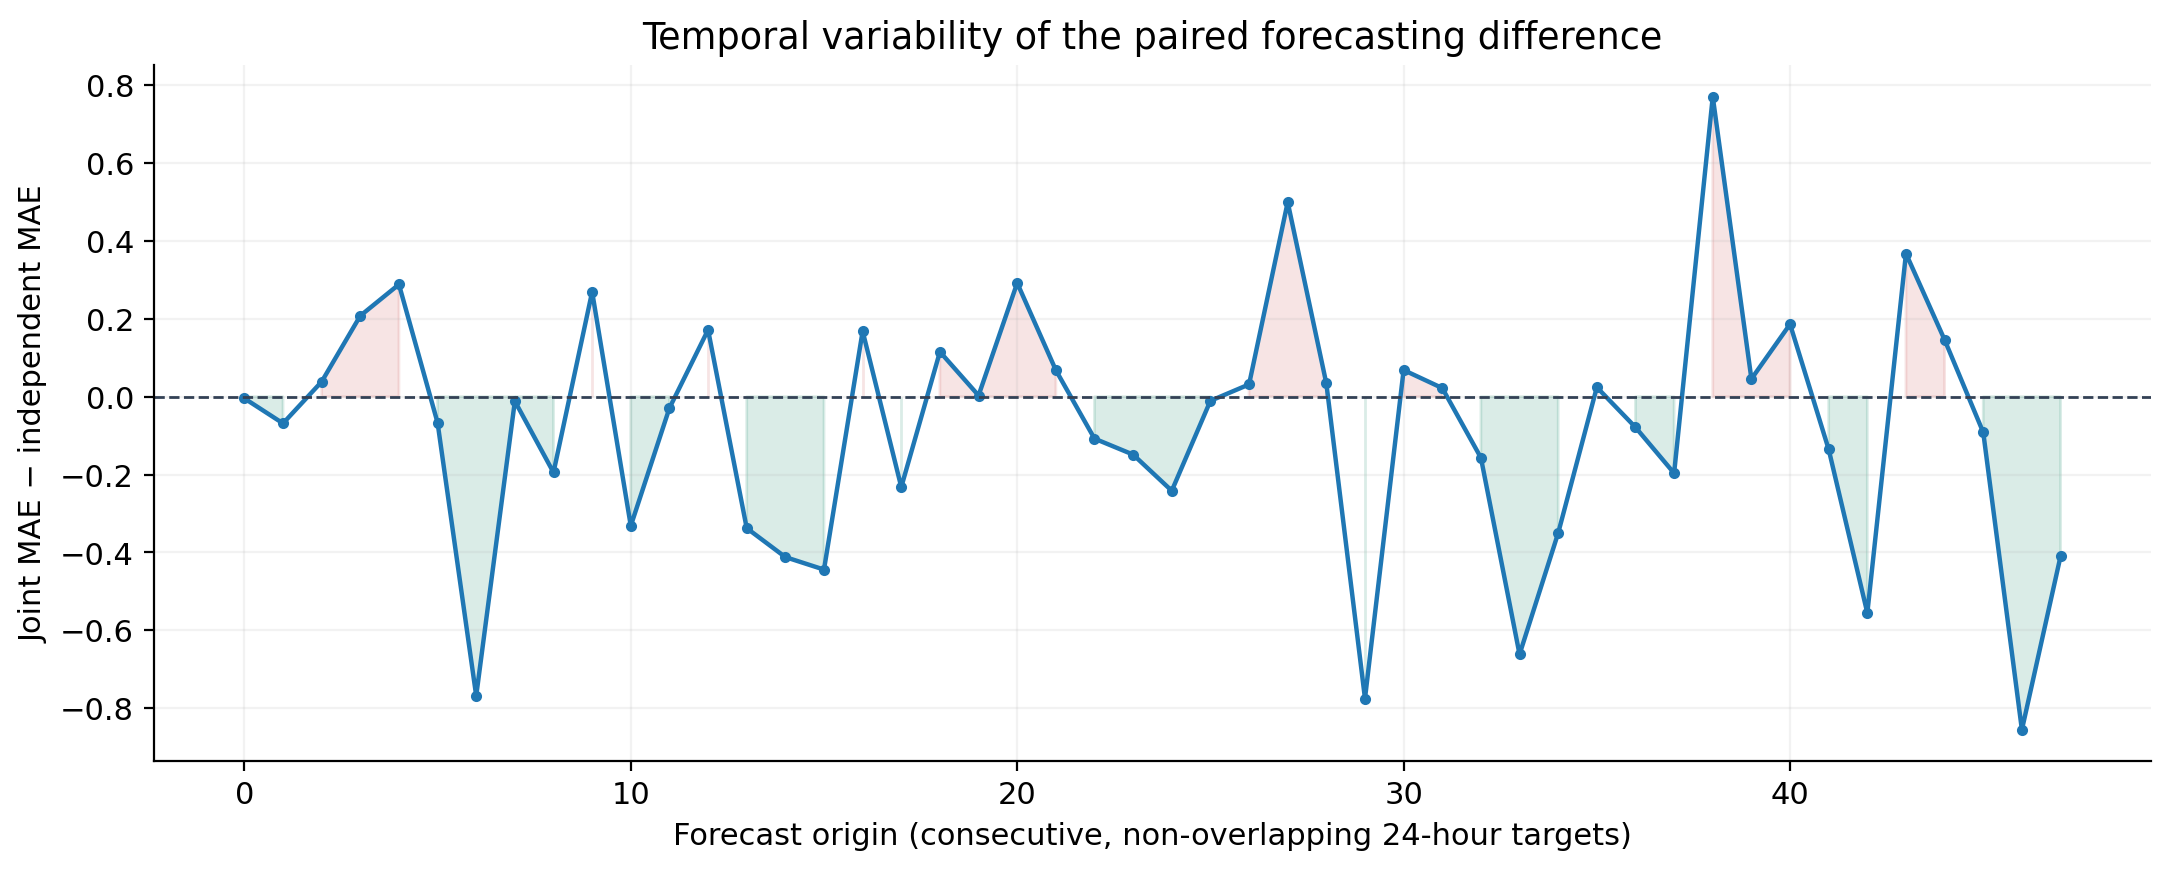 Temporal variability of the paired forecasting difference
Joint MAE − independent MAE
0.8
0.6
0.4
0.2
0.0
−0.2
−0.4
−0.6
−0.8
0 10 20 30 40
Forecast origin (consecutive, non-overlapping 24-hour targets)